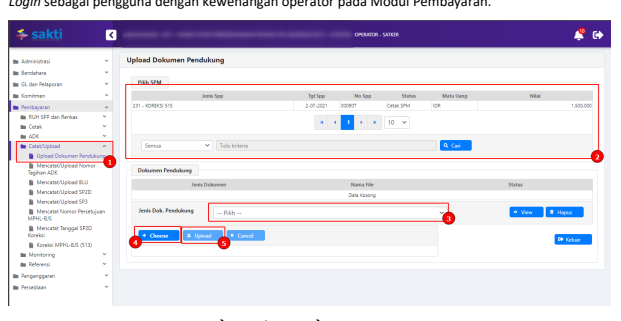 Login sebagai pengguna dengan kewenangan operator pada Modul Pembayaran.
sakti
OPERATOR - SATKER
Administrasi
Bendahara
GL dan Pelaporan
Komitmen
Pembayaran
RUH SPP dan Renkas
Cetak
ADK
Catat/Upload
Upload Dokumen Pendukung
Mencatat/Upload Nomor
Tagihan ADK
Mencatat/Upload BLU
Mencatat/Upload SP2D
Mencatat/Upload SP3
Mencatat Nomor Persetujuan
MPHL-BJS
Mencatat Tanggal SP2D
Koreksi
Koreksi MPHL-BJS (513)
Monitoring
Referensi
Penganggaran
Persediaan
1
Upload Dokumen Pendukung
Pilih SPM
Jenis Spp Tgl Spp No Spp Status Mata Uang Nilai
231 - KOREKSI 515 2-07-2021 00090T Cetak SPM IDR 1.500.000
1 10
Semua Tulis kriteria Cari
2
Dokumen Pendukung
Jenis Dokumen Nama File Status
Data Kosong
Jenis Dok. Pendukung -- Pilih -- 3 View Hapus
+ Choose Upload × Cancel Keluar
4 5